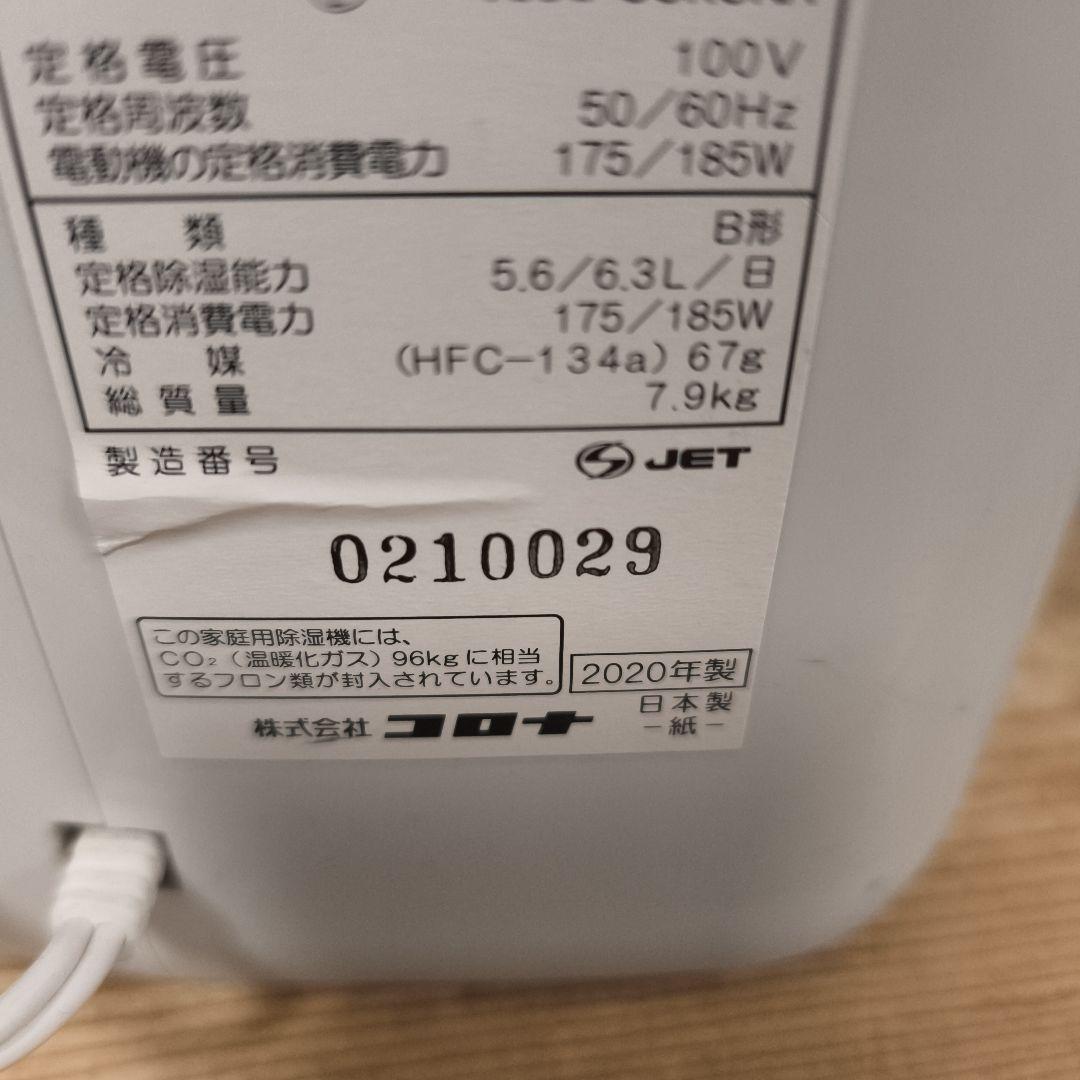 定格電圧 100V
定格周波数 50/60Hz
電動機の定格消費電力 175/185W
種類 B形
定格除湿能力 5.6/6.3L/日
定格消費電力 175/185W
冷媒 (HFC-134a) 67g
総質量 7.9kg
製造番号 JET
0210029
この家庭用除湿機には、
CO₂(温暖化ガス)96kgに相当
するフロン類が封入されています。
2020年製
日本製
株式会社 コロナ -紙-